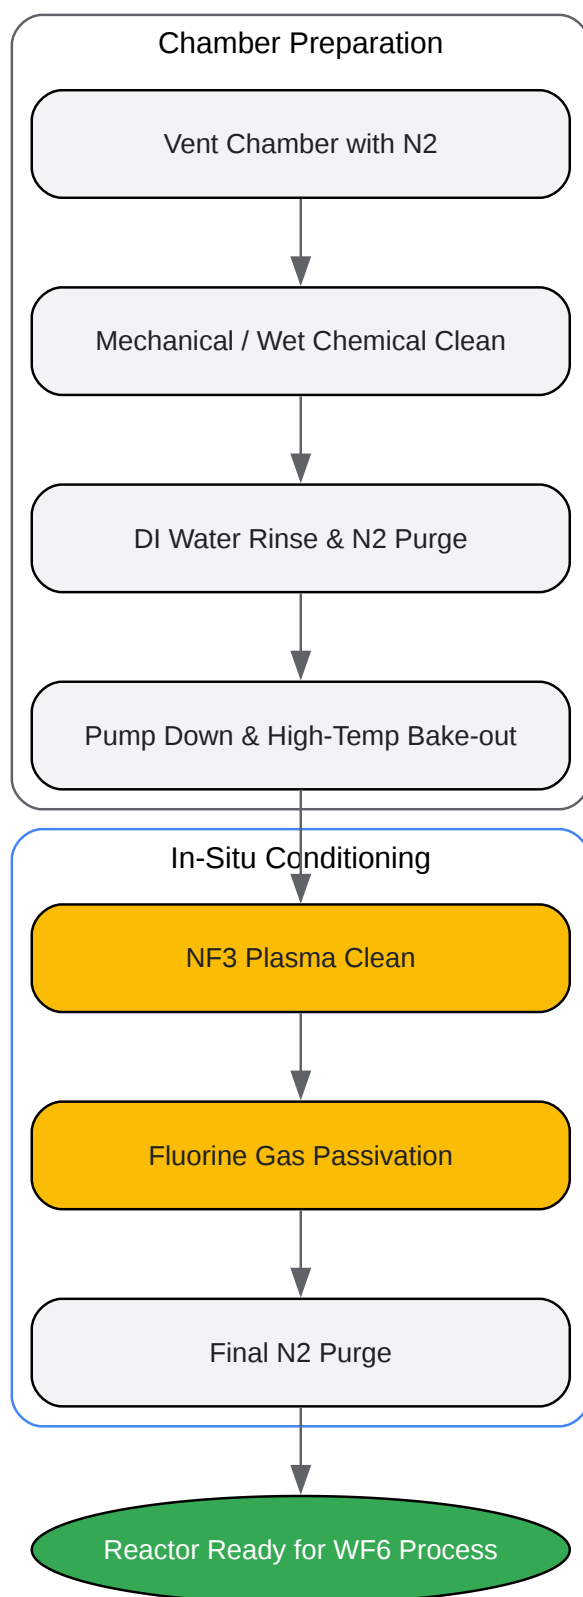 Chamber Preparation
Vent Chamber with N2
Mechanical / Wet Chemical Clean
DI Water Rinse & N2 Purge
Pump Down & High-Temp Bake-out
In-Situ Conditioning
NF3 Plasma Clean
Fluorine Gas Passivation
Final N2 Purge
Reactor Ready for WF6 Process